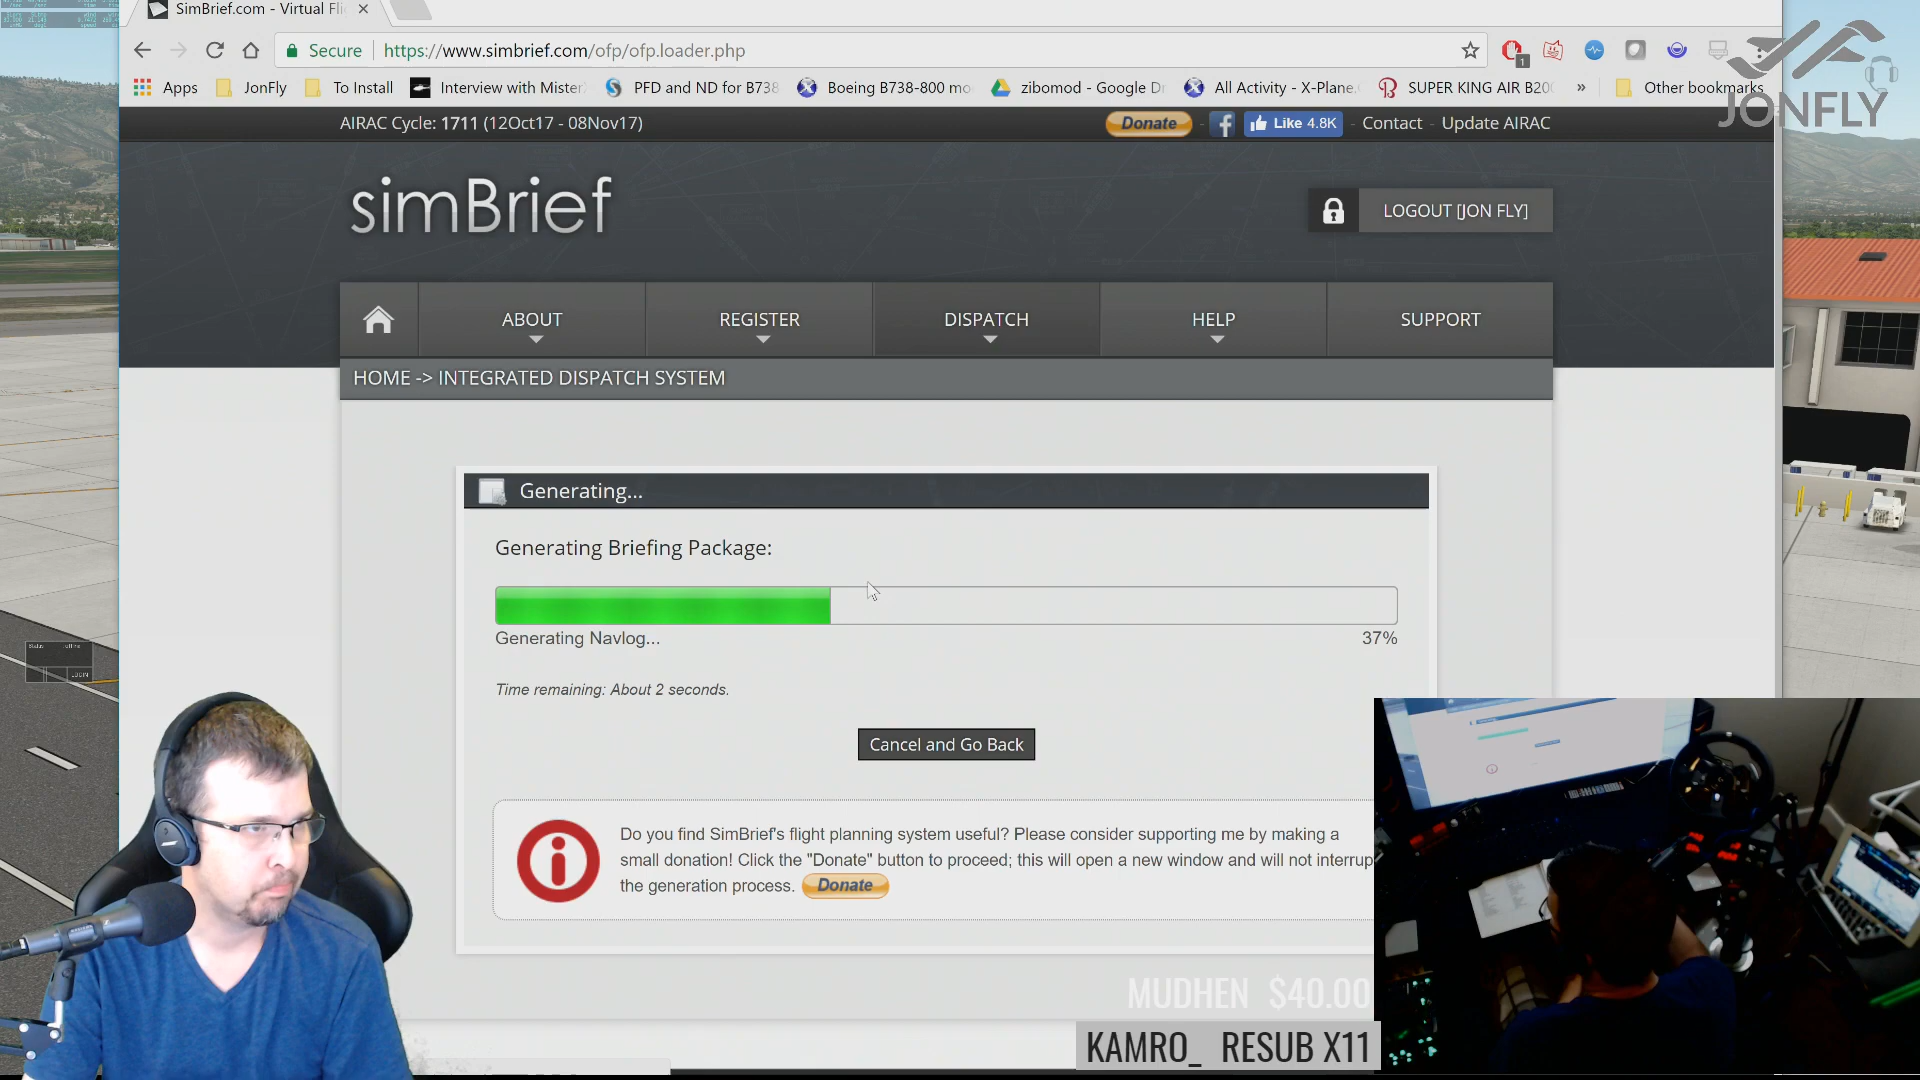 SimBrief.com - Virtual Fli
Secure
https://www.simbrief.com/ofp/ofp.loader.php
1
Apps
JonFly
To Install
Interview with Mister
PFD and ND for B738
Boeing B738-800 mo
zibomod - Google Dr
All Activity - X-Plane.
SUPER KING AIR B200
»
Other bookmarks
JONFLY
AIRAC Cycle: 1711 (12Oct17 - 08Nov17)
Donate - Like 4.8K - Contact - Update AIRAC
simBrief
LOGOUT [JON FLY]
ABOUT
REGISTER
DISPATCH
HELP
SUPPORT
HOME -> INTEGRATED DISPATCH SYSTEM
Generating...
Generating Briefing Package:
Generating Navlog...
37%
Time remaining: About 2 seconds.
Cancel and Go Back
Do you find SimBrief's flight planning system useful? Please consider supporting me by making a
small donation! Click the "Donate" button to proceed; this will open a new window and will not interrup
the generation process. Donate
MUDHEN $40.00
KAMRO_ RESUB X11